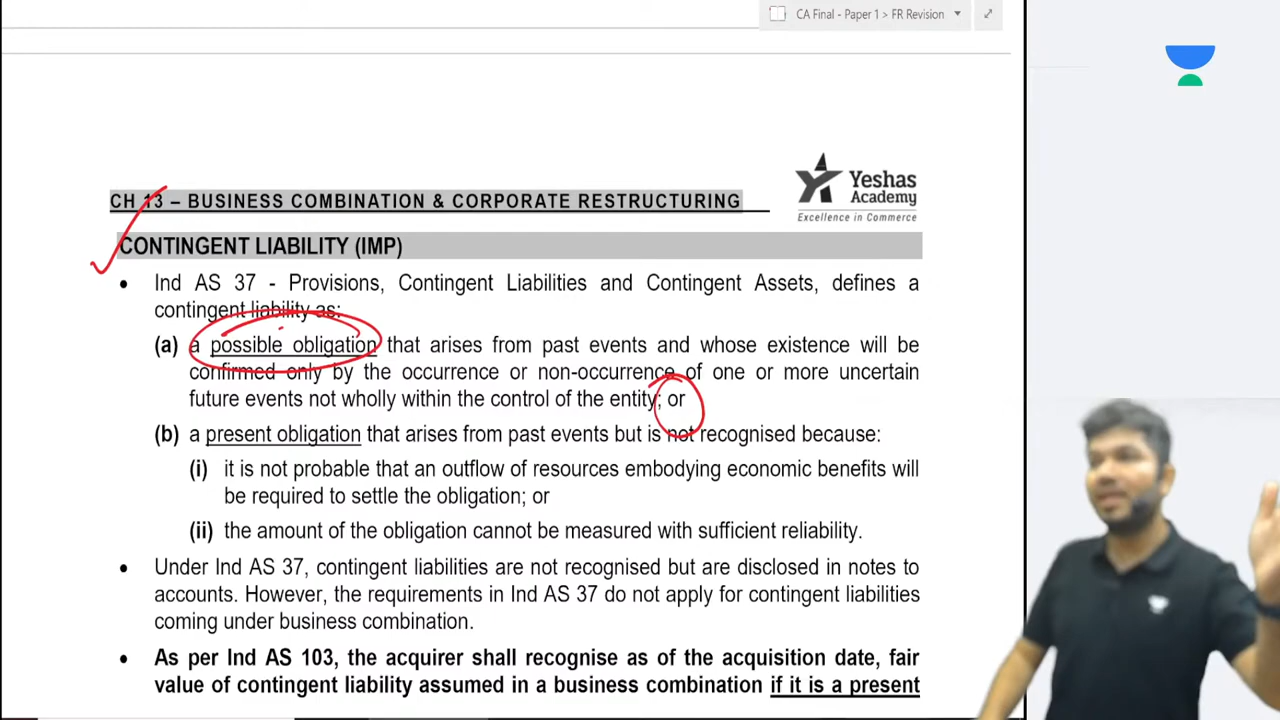 CA Final - Paper 1 > FR Revision
Yeshas
Academy
Excellence in Commerce
CH 13 – BUSINESS COMBINATION & CORPORATE RESTRUCTURING
CONTINGENT LIABILITY (IMP)
• Ind AS 37 - Provisions, Contingent Liabilities and Contingent Assets, defines a
contingent liability as:
(a) a possible obligation that arises from past events and whose existence will be
confirmed only by the occurrence or non-occurrence of one or more uncertain
future events not wholly within the control of the entity; or
(b) a present obligation that arises from past events but is not recognised because:
(i) it is not probable that an outflow of resources embodying economic benefits will
be required to settle the obligation; or
(ii) the amount of the obligation cannot be measured with sufficient reliability.
• Under Ind AS 37, contingent liabilities are not recognised but are disclosed in notes to
accounts. However, the requirements in Ind AS 37 do not apply for contingent liabilities
coming under business combination.
• As per Ind AS 103, the acquirer shall recognise as of the acquisition date, fair
value of contingent liability assumed in a business combination if it is a present